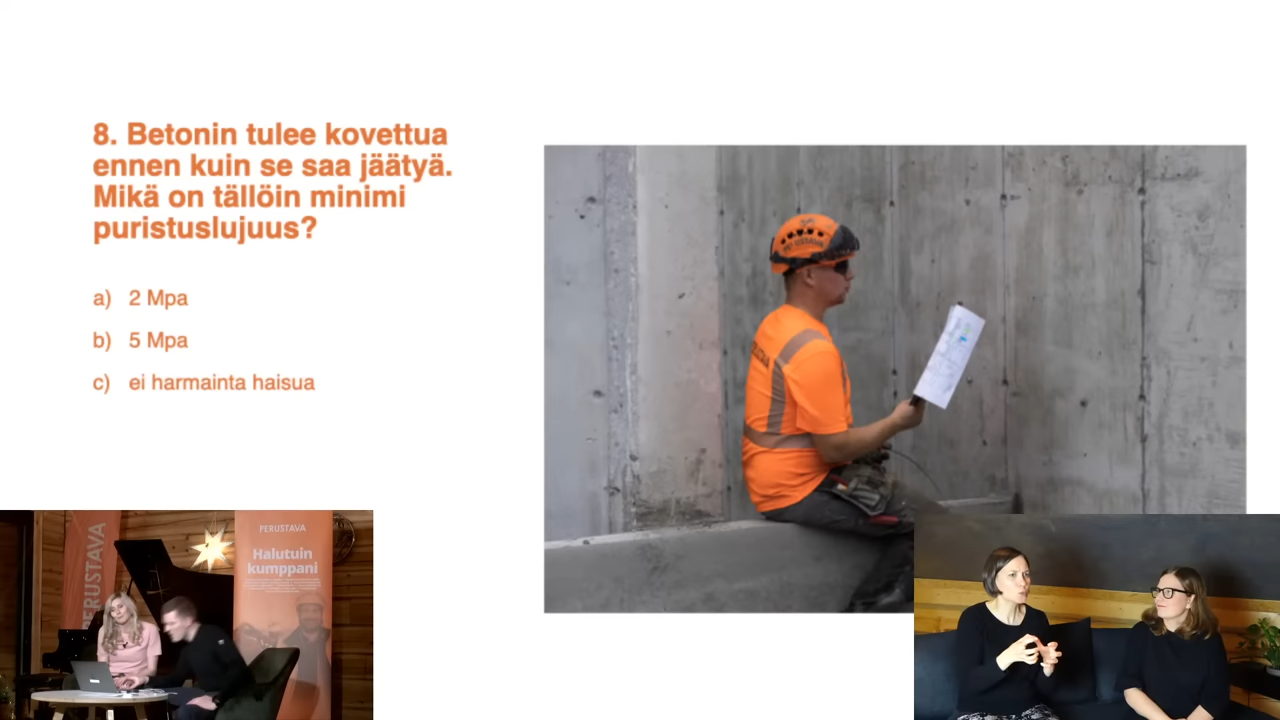 8. Betonin tulee kovettua
ennen kuin se saa jäätyä.
Mikä on tällöin minimi
puristuslujuus?
a) 2 Mpa
b) 5 Mpa
c) ei harmainta haisua
PERUSTAVA
PERUSTAVA
Halutuin
kumppani